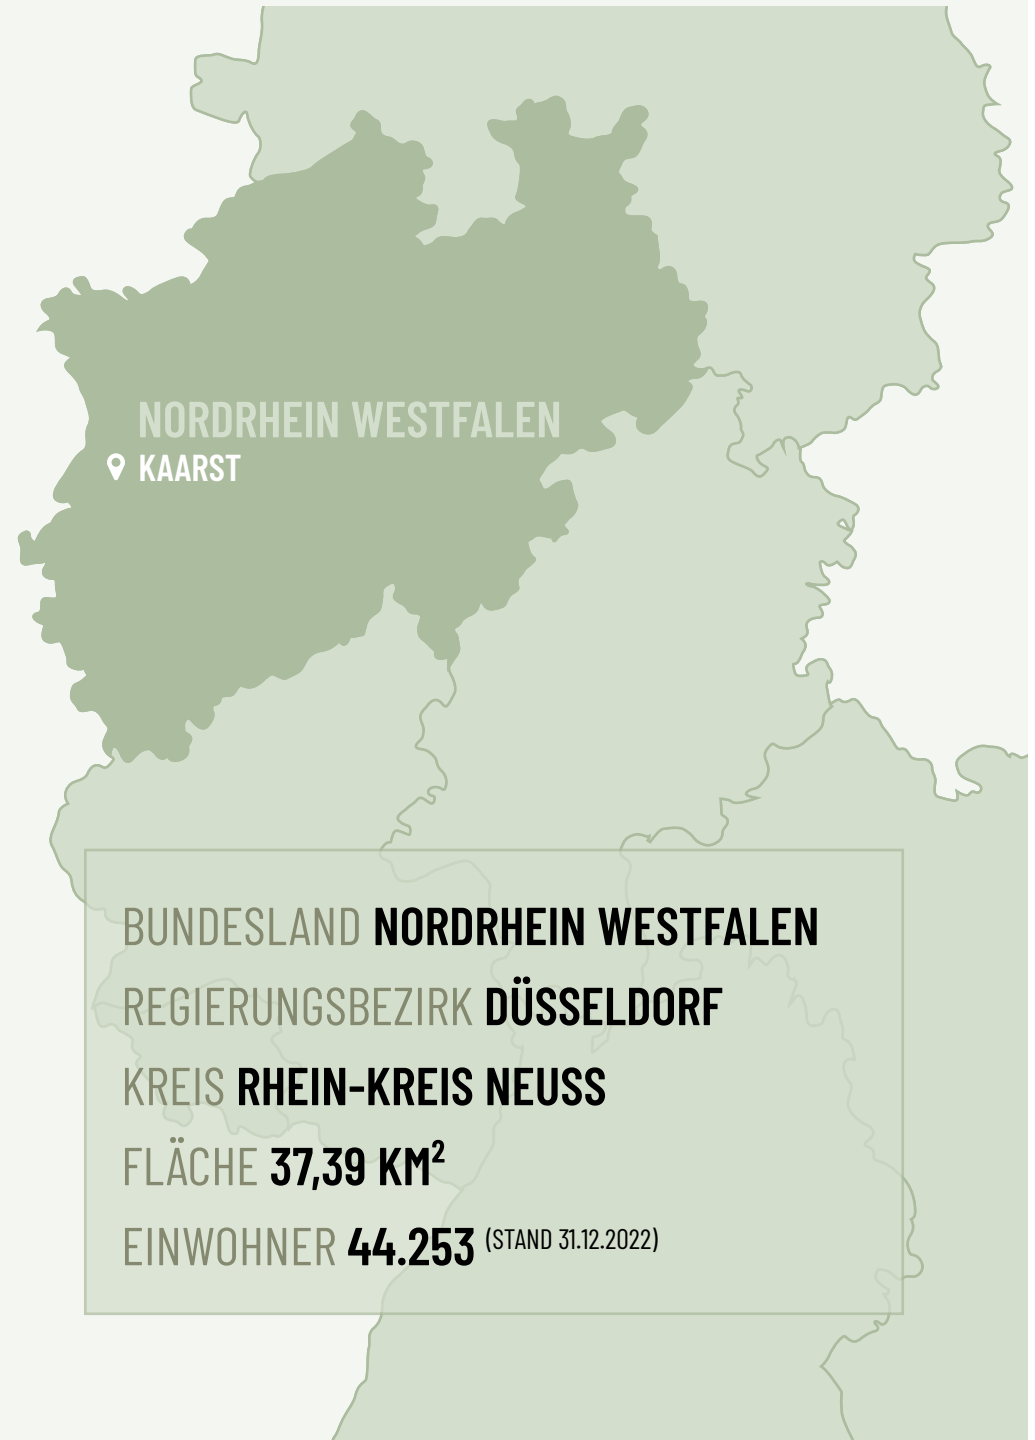 NORDRHEIN WESTFALEN
KAARST
BUNDESLAND NORDRHEIN WESTFALEN
REGIERUNGSBEZIRK DÜSSELDORF
KREIS RHEIN-KREIS NEUSS
FLÄCHE 37,39 KM²
EINWOHNER 44.253 (STAND 31.12.2022)